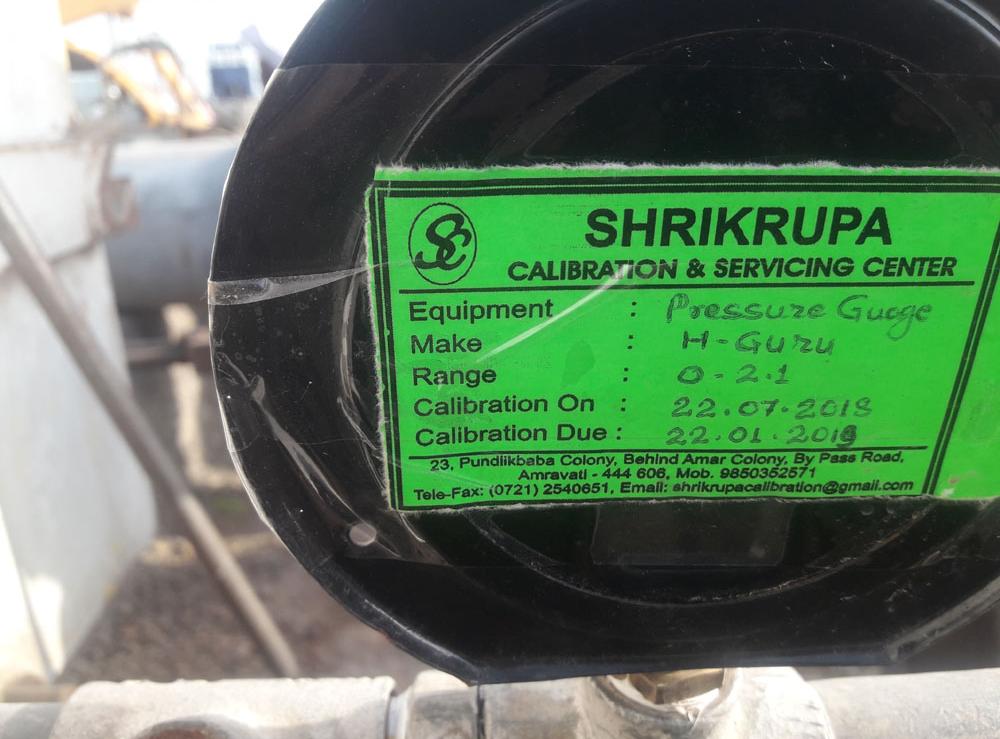 SC
SHRIKRUPA
CALIBRATION & SERVICING CENTER
Equipment : Pressure Guage
Make : H-Guru
Range : 0-2.1
Calibration On : 22.07.2018
Calibration Due : 22.01.2019
23, Pundlikbaba Colony, Behind Amar Colony, By Pass Road,
Amravati - 444 606, Mob. 9850352571
Tele-Fax: (0721) 2540651, Email: shrikrupacalibration@gmail.com